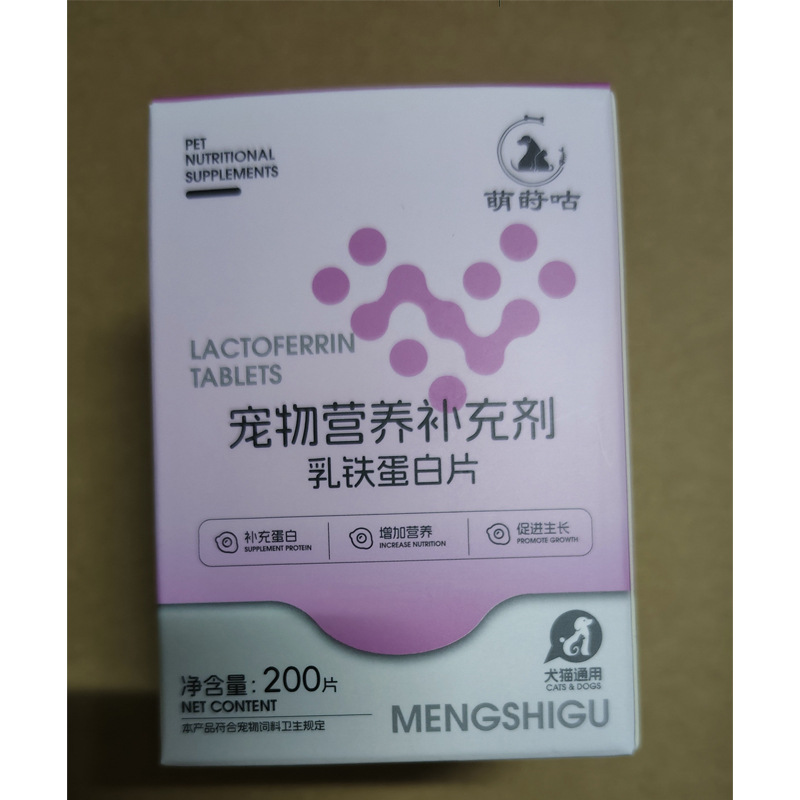 PET
NUTRITIONAL
SUPPLEMENTS
萌莳咕
LACTOFERRIN
TABLETS
宠物营养补充剂
乳铁蛋白片
补充蛋白
SUPPLEMENT PROTEIN
增加营养
INCREASE NUTRITION
促进生长
PROMOTE GROWTH
净含量：200片
NET CONTENT
本产品符合宠物饲料卫生规定
犬猫通用
CATS & DOGS
MENGSHIGU